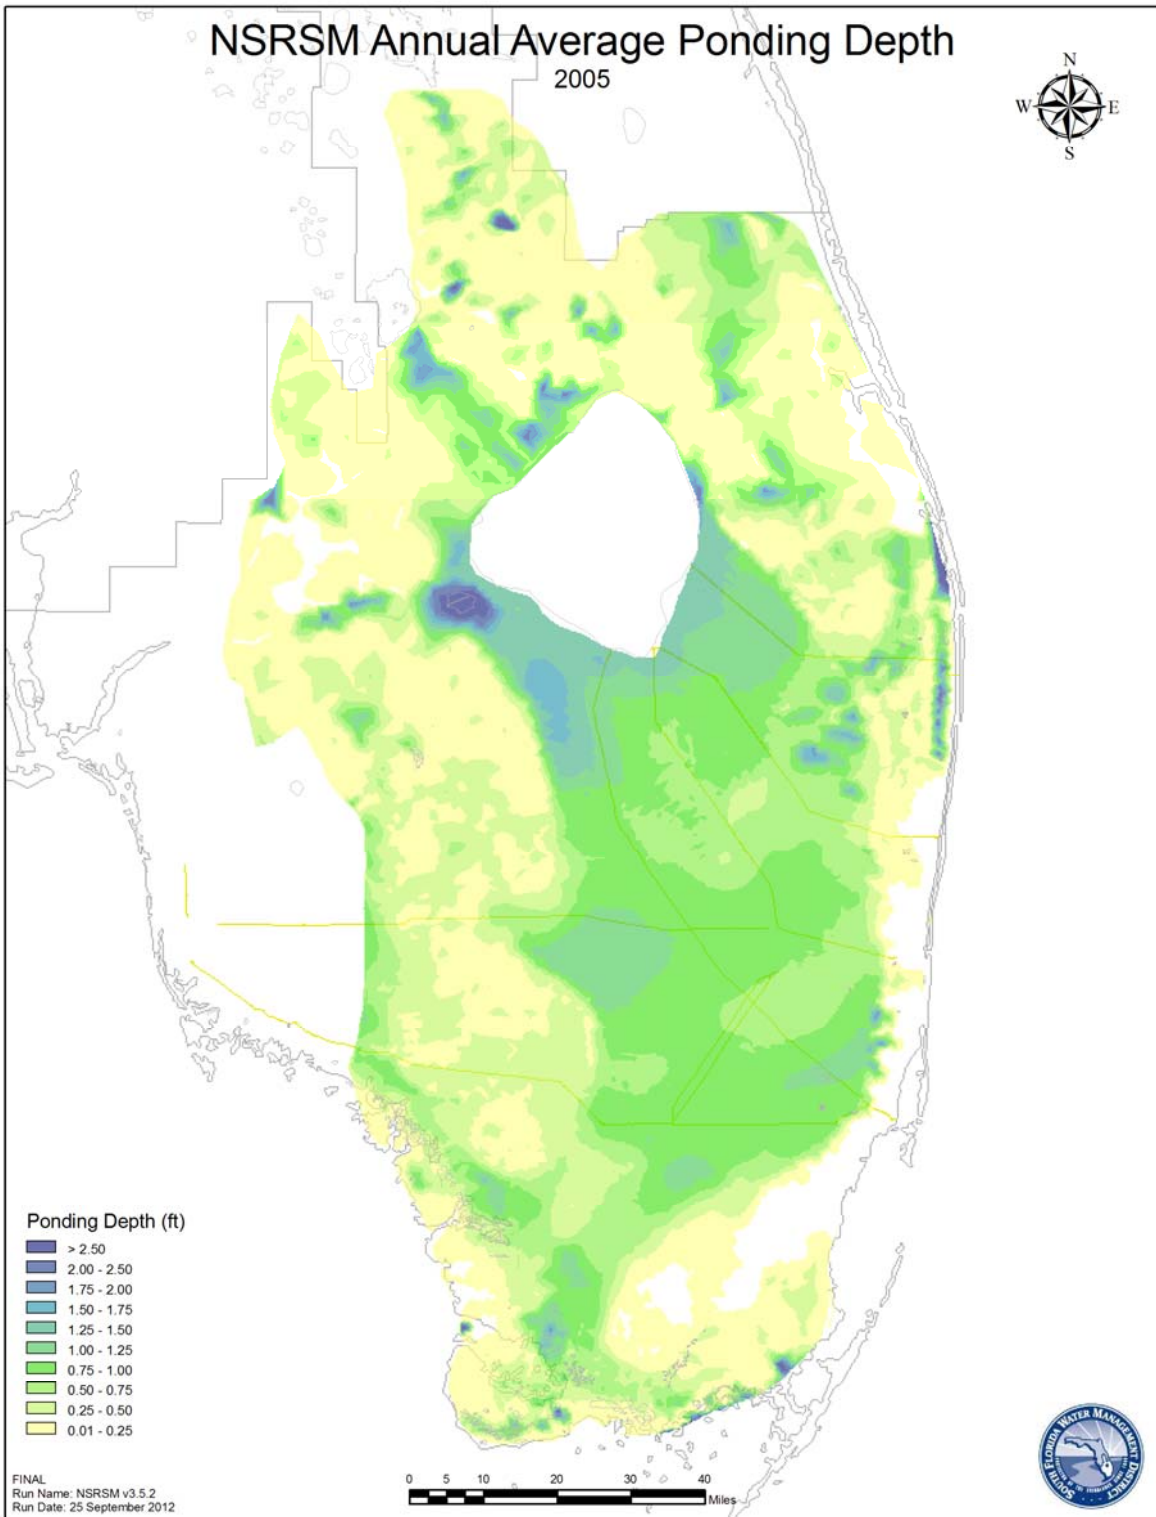 NSRSM Annual Average Ponding Depth
2005
N
W E
S
Ponding Depth (ft)
> 2.50
2.00 - 2.50
1.75 - 2.00
1.50 - 1.75
1.25 - 1.50
1.00 - 1.25
0.75 - 1.00
0.50 - 0.75
0.25 - 0.50
0.01 - 0.25
FINAL
Run Name: NSRSM v3.5.2
Run Date: 25 September 2012
0 5 10 20 30 40
Miles
SOUTH FLORIDA WATER MANAGEMENT DISTRICT